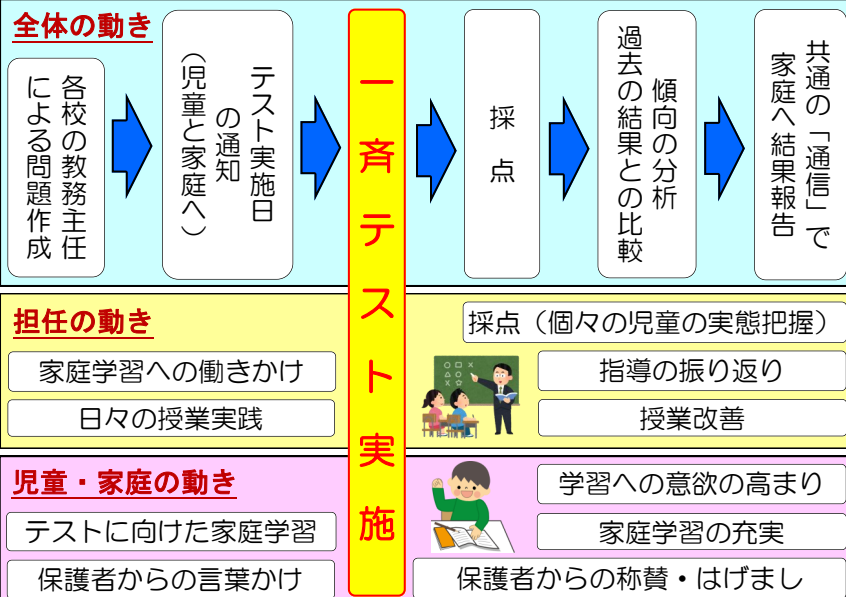 全体の動き
各校の教務主任
による問題作成
テスト実施日
の通知
（児童と家庭へ）
一斉テスト実施
採点
傾向の分析
過去の結果との比較
共通の「通信」で
家庭へ結果報告
担任の動き
家庭学習への働きかけ
日々の授業実践
採点（個々の児童の実態把握）
指導の振り返り
授業改善
児童・家庭の動き
テストに向けた家庭学習
保護者からの言葉かけ
学習への意欲の高まり
家庭学習の充実
保護者からの称賛・はげまし